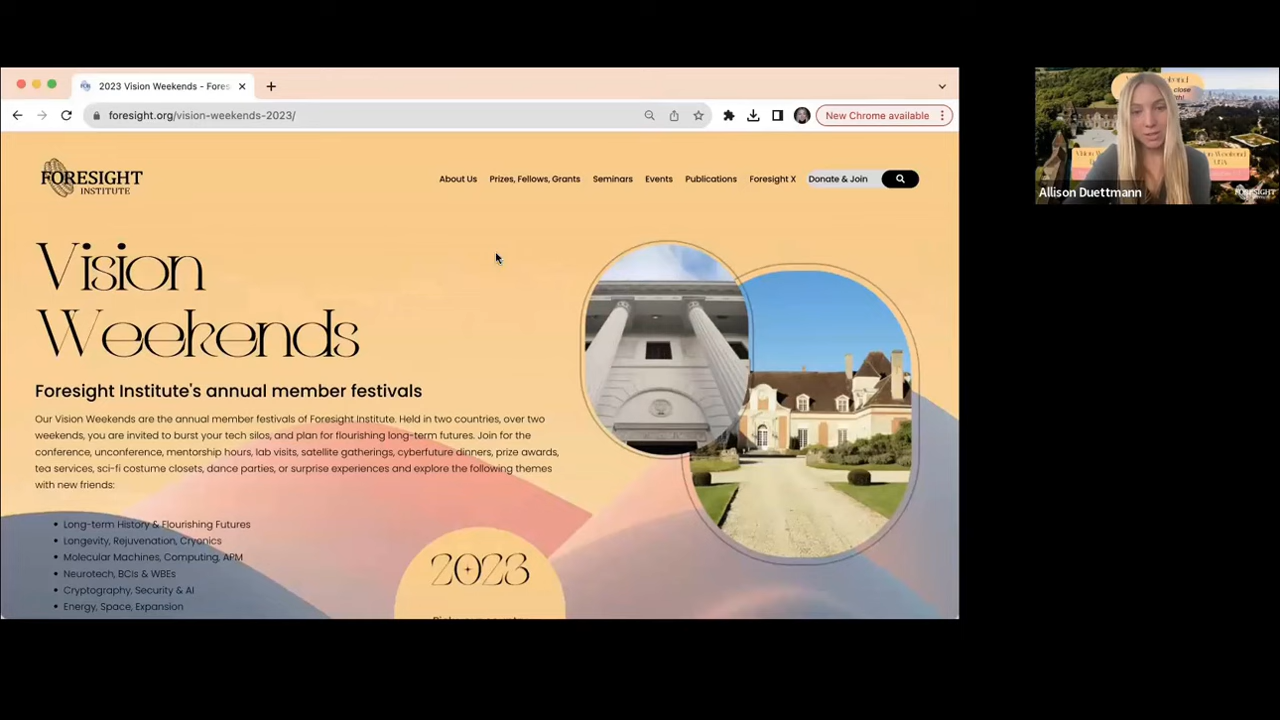 2023 Vision Weekends - Fores
foresight.org/vision-weekends-2023/
New Chrome available
FORESIGHT
INSTITUTE
About Us
Prizes, Fellows, Grants
Seminars
Events
Publications
Foresight X
Donate & Join
Vision
Weekends
Foresight Institute's annual member festivals
Our Vision Weekends are the annual member festivals of Foresight Institute. Held in two countries, over two
weekends, you are invited to burst your tech silos, and plan for flourishing long-term futures. Join for the
conference, unconference, mentorship hours, lab visits, satellite gatherings, cyberfuture dinners, prize awards,
tea services, sci-fi costume closets, dance parties, or surprise experiences and explore the following themes
with new friends:
• Long-term History & Flourishing Futures
• Longevity, Rejuvenation, Cryonics
• Molecular Machines, Computing, APM
• Neurotech, BCIs & WBEs
• Cryptography, Security & AI
• Energy, Space, Expansion
2023
Allison Duettmann